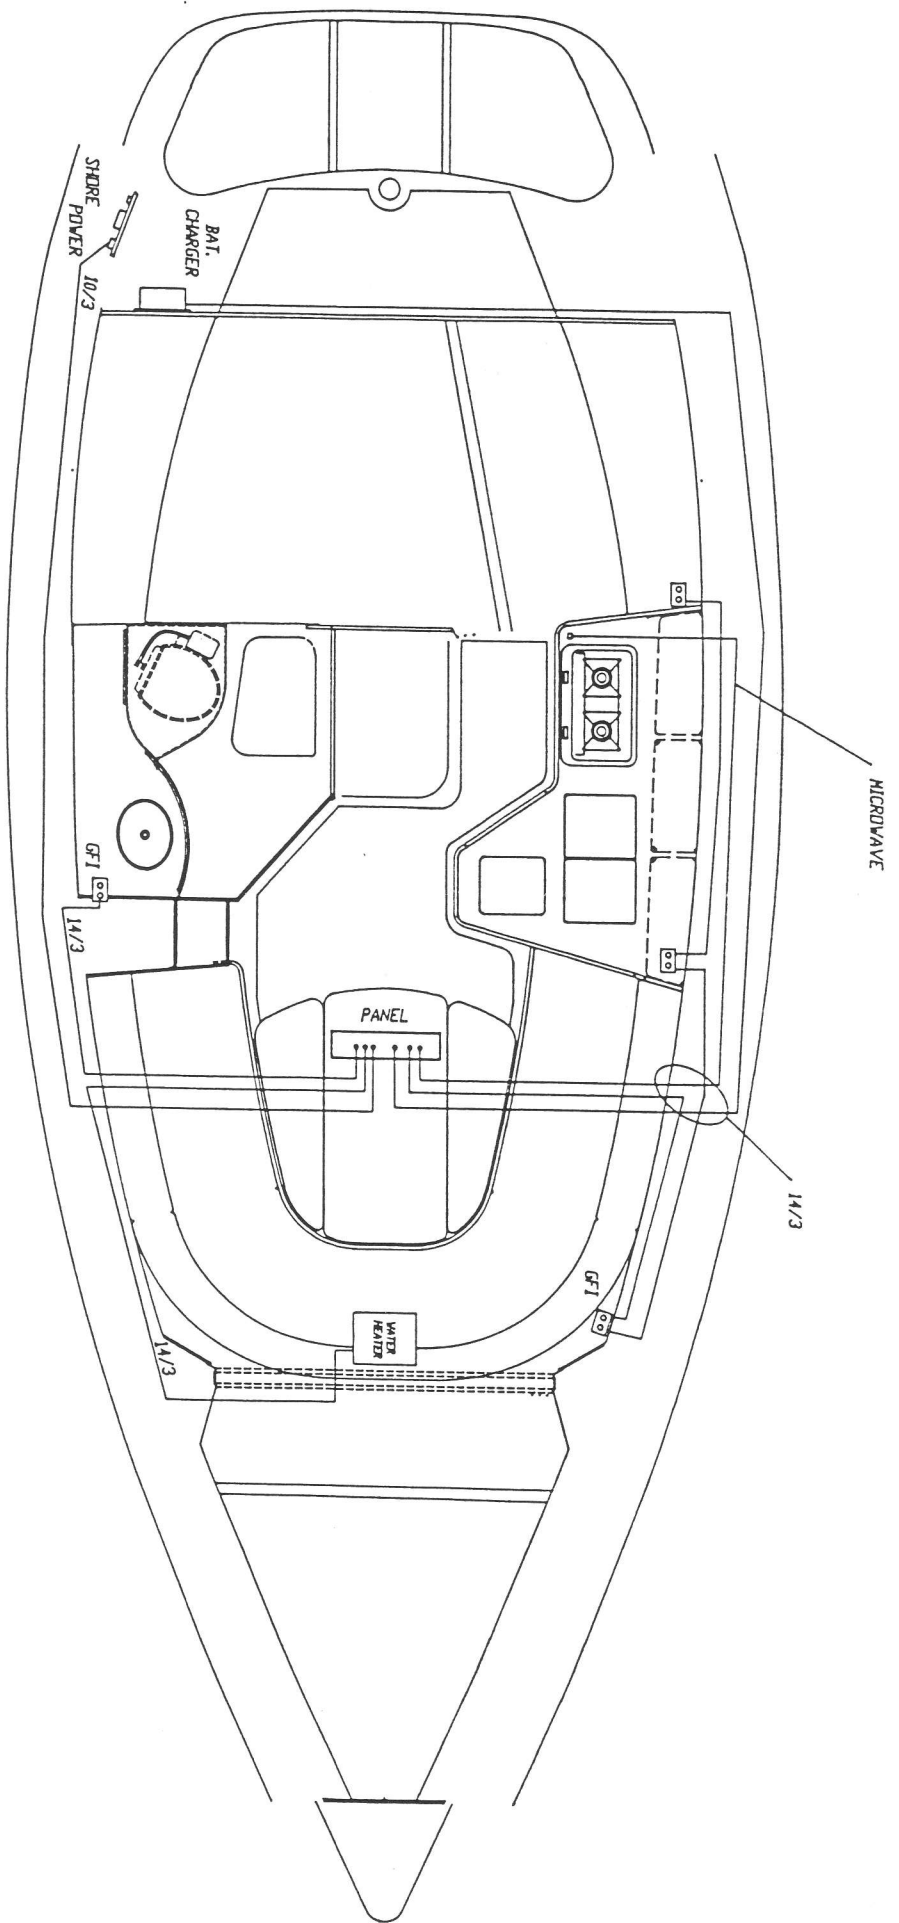 SHORE
POWER
10/3
BAT.
CHARGER
MICROWAVE
GFI
14/3
PANEL
14/3
GFI
WATER
HEATER
14/3